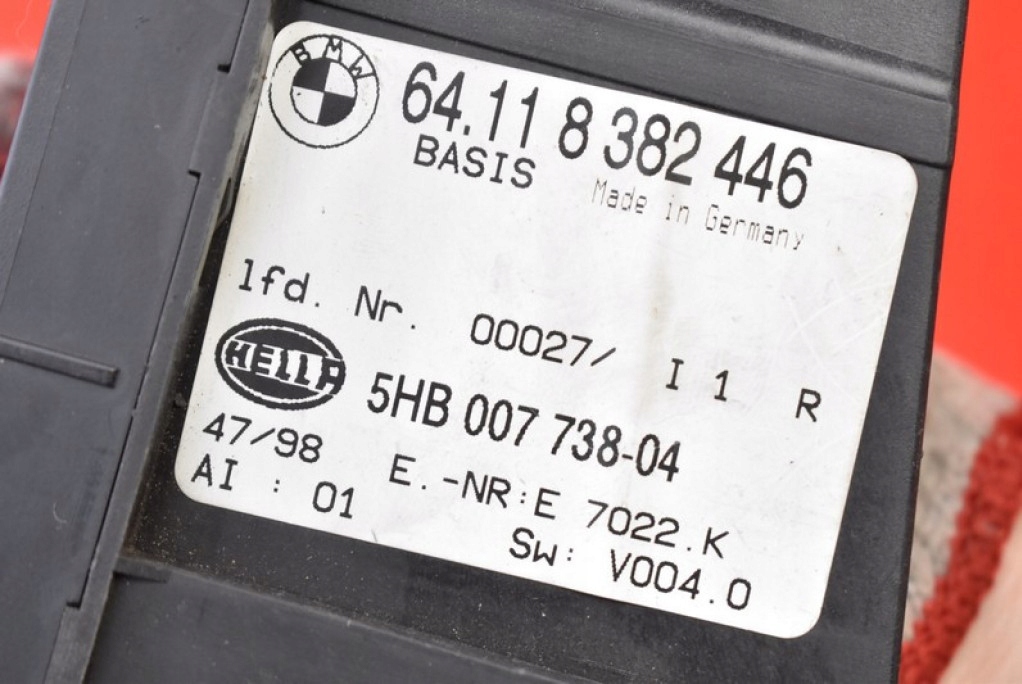 BMW
64.11 8 382 446
BASIS
Made in Germany
lfd. Nr. 00027/ I 1 R
HELLA
5HB 007 738-04
47/98
E.-NR:E 7022.K
AI : 01
SW: V004.0